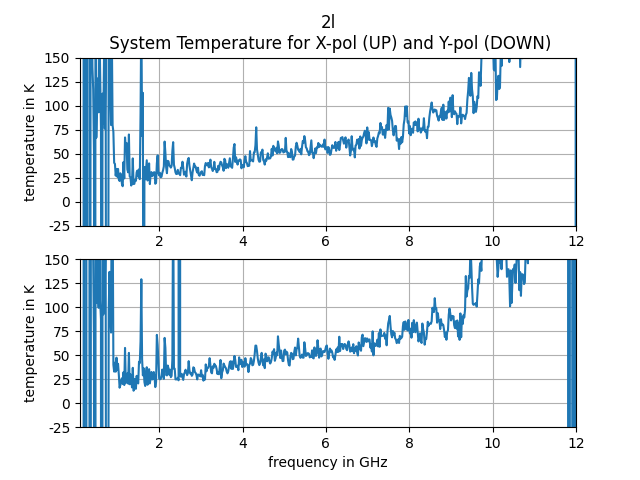 2l
System Temperature for X-pol (UP) and Y-pol (DOWN)
temperature in K
150
125
100
75
50
25
0
-25
2 4 6 8 10 12
temperature in K
150
125
100
75
50
25
0
-25
2 4 6 8 10 12
frequency in GHz